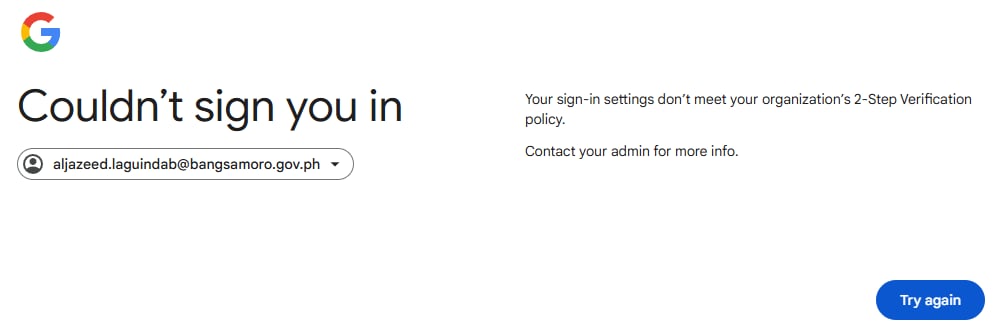 Couldn’t sign you in
aljazeed.laguindab@bangsamoro.gov.ph
Your sign-in settings don’t meet your organization’s 2-Step Verification
policy.
Contact your admin for more info.
Try again